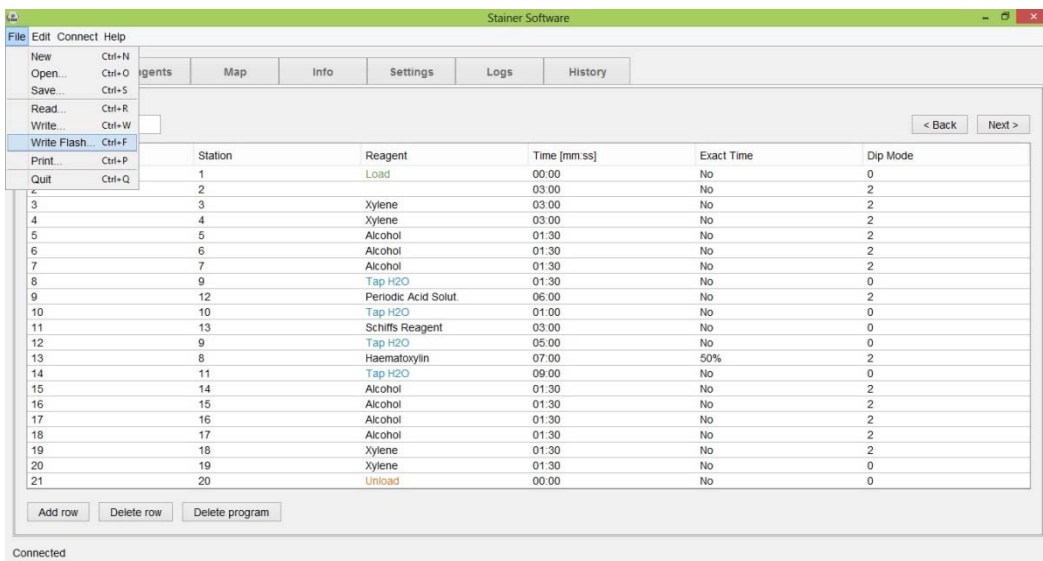 Stainer Software
File Edit Connect Help
New Ctrl+N
Open... Ctrl+O
Save... Ctrl+S
Read... Ctrl+R
Write... Ctrl+W
Write Flash... Ctrl+F
Print... Ctrl+P
Quit Ctrl+Q
Map Info Settings Logs History
< Back Next >
Station Reagent Time [mm:ss] Exact Time Dip Mode
1 Load 00:00 No 0
2 03:00 No 2
3 3 Xylene 03:00 No 2
4 4 Xylene 03:00 No 2
5 5 Alcohol 01:30 No 2
6 6 Alcohol 01:30 No 2
7 7 Alcohol 01:30 No 2
8 9 Tap H2O 01:30 No 0
9 12 Periodic Acid Solut. 06:00 No 2
10 10 Tap H2O 01:00 No 0
11 13 Schiffs Reagent 03:00 No 2
12 9 Tap H2O 05:00 No 0
13 8 Haematoxylin 07:00 50% 2
14 11 Tap H2O 09:00 No 0
15 14 Alcohol 01:30 No 2
16 15 Alcohol 01:30 No 2
17 16 Alcohol 01:30 No 2
18 17 Alcohol 01:30 No 2
19 18 Xylene 01:30 No 2
20 19 Xylene 01:30 No 0
21 20 Unload 00:00 No 0
Add row Delete row Delete program
Connected